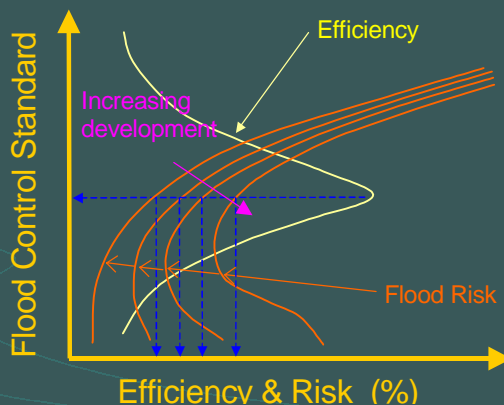 Efficiency
Increasing
development
Flood Control Standard
Flood Risk
Efficiency & Risk (%)